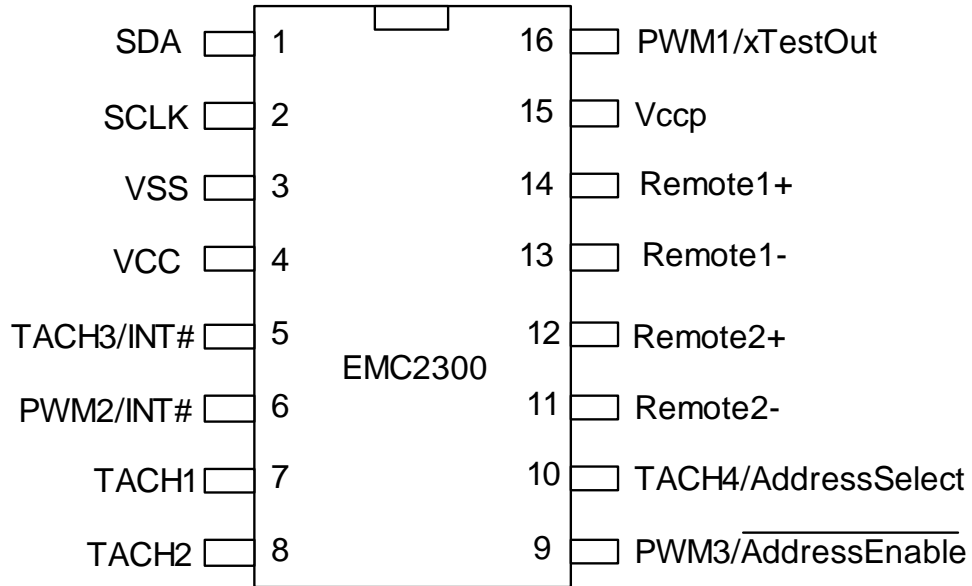 SDA 1 16 PWM1/xTestOut
SCLK 2 15 Vccp
VSS 3 14 Remote1+
VCC 4 13 Remote1-
TACH3/INT# 5 12 Remote2+
EMC2300
PWM2/INT# 6 11 Remote2-
TACH1 7 10 TACH4/AddressSelect
TACH2 8 9 PWM3/AddressEnable